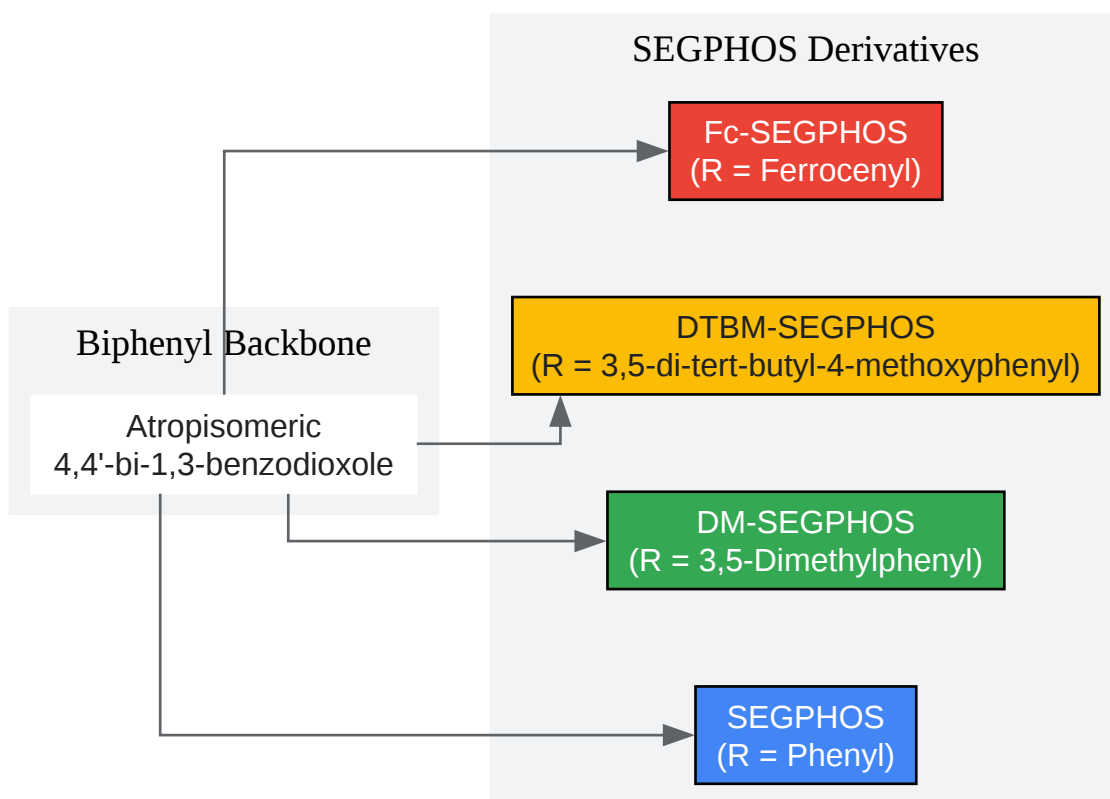 SEGPHOS Derivatives
Fc-SEGPHOS
(R = Ferrocenyl)
Biphenyl Backbone
Atropisomeric
4,4'-bi-1,3-benzodioxole
DTBM-SEGPHOS
(R = 3,5-di-tert-butyl-4-methoxyphenyl)
DM-SEGPHOS
(R = 3,5-Dimethylphenyl)
SEGPHOS
(R = Phenyl)